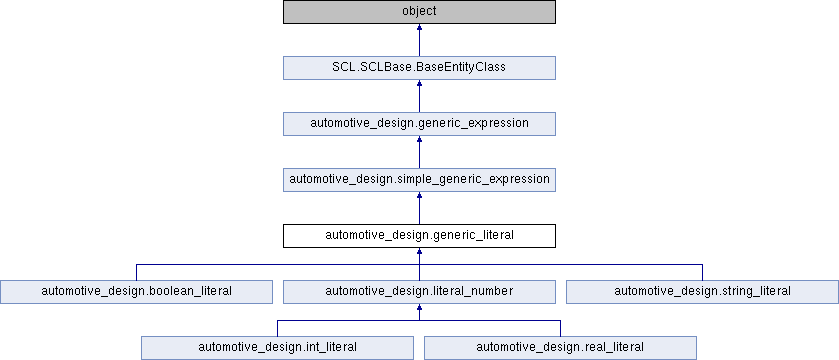 object
SCL.SCLBase.BaseEntityClass
automotive_design.generic_expression
automotive_design.simple_generic_expression
automotive_design.generic_literal
automotive_design.boolean_literal
automotive_design.literal_number
automotive_design.string_literal
automotive_design.int_literal
automotive_design.real_literal